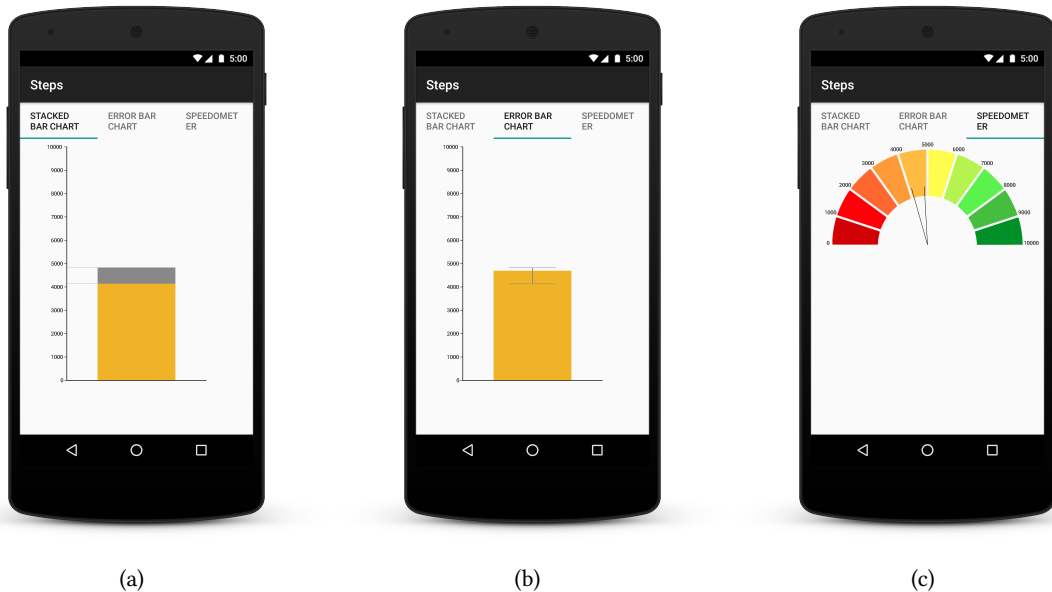 5:00
Steps
STACKED
BAR CHART
ERROR BAR
CHART
SPEEDOMET
ER
10000
9000
8000
7000
6000
5000
4000
3000
2000
1000
0
(a)
5:00
Steps
STACKED
BAR CHART
ERROR BAR
CHART
SPEEDOMET
ER
10000
9000
8000
7000
6000
5000
4000
3000
2000
1000
0
(b)
5:00
Steps
STACKED
BAR CHART
ERROR BAR
CHART
SPEEDOMET
ER
0
1000
2000
3000
4000
5000
6000
7000
8000
9000
10000
(c)